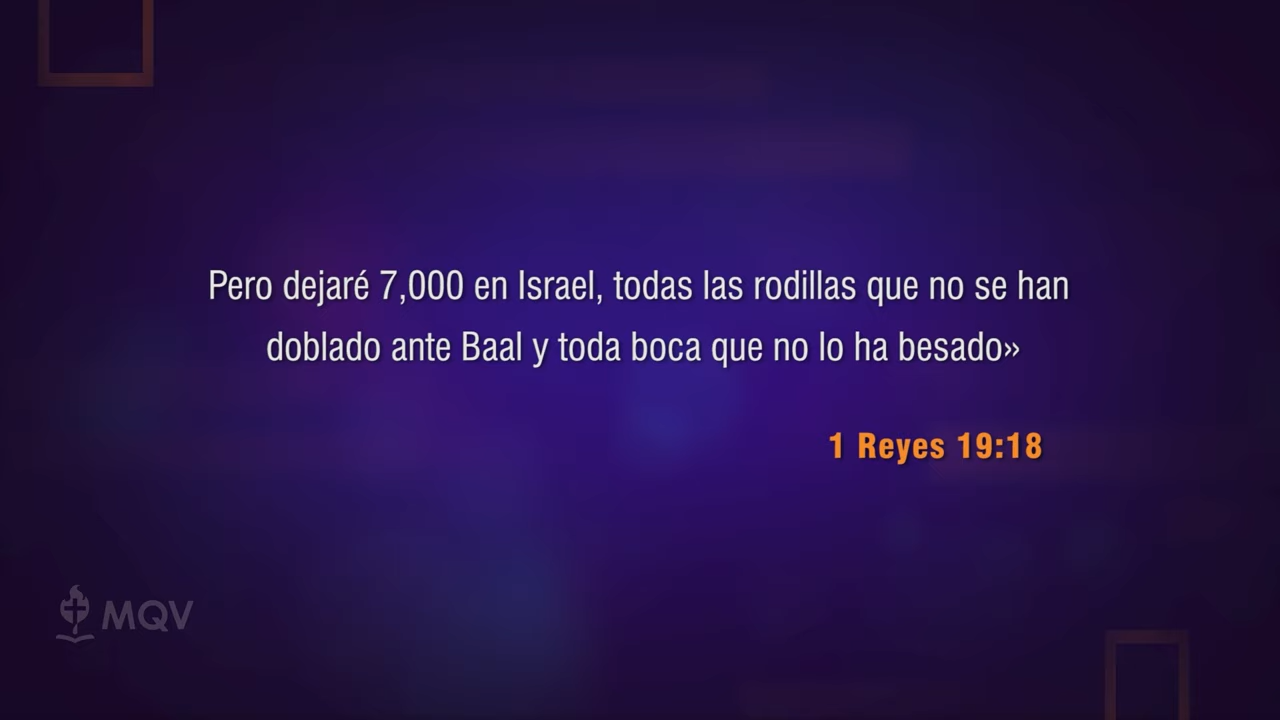 Pero dejaré 7,000 en Israel, todas las rodillas que no se han
doblado ante Baal y toda boca que no lo ha besado»
1 Reyes 19:18
MQV